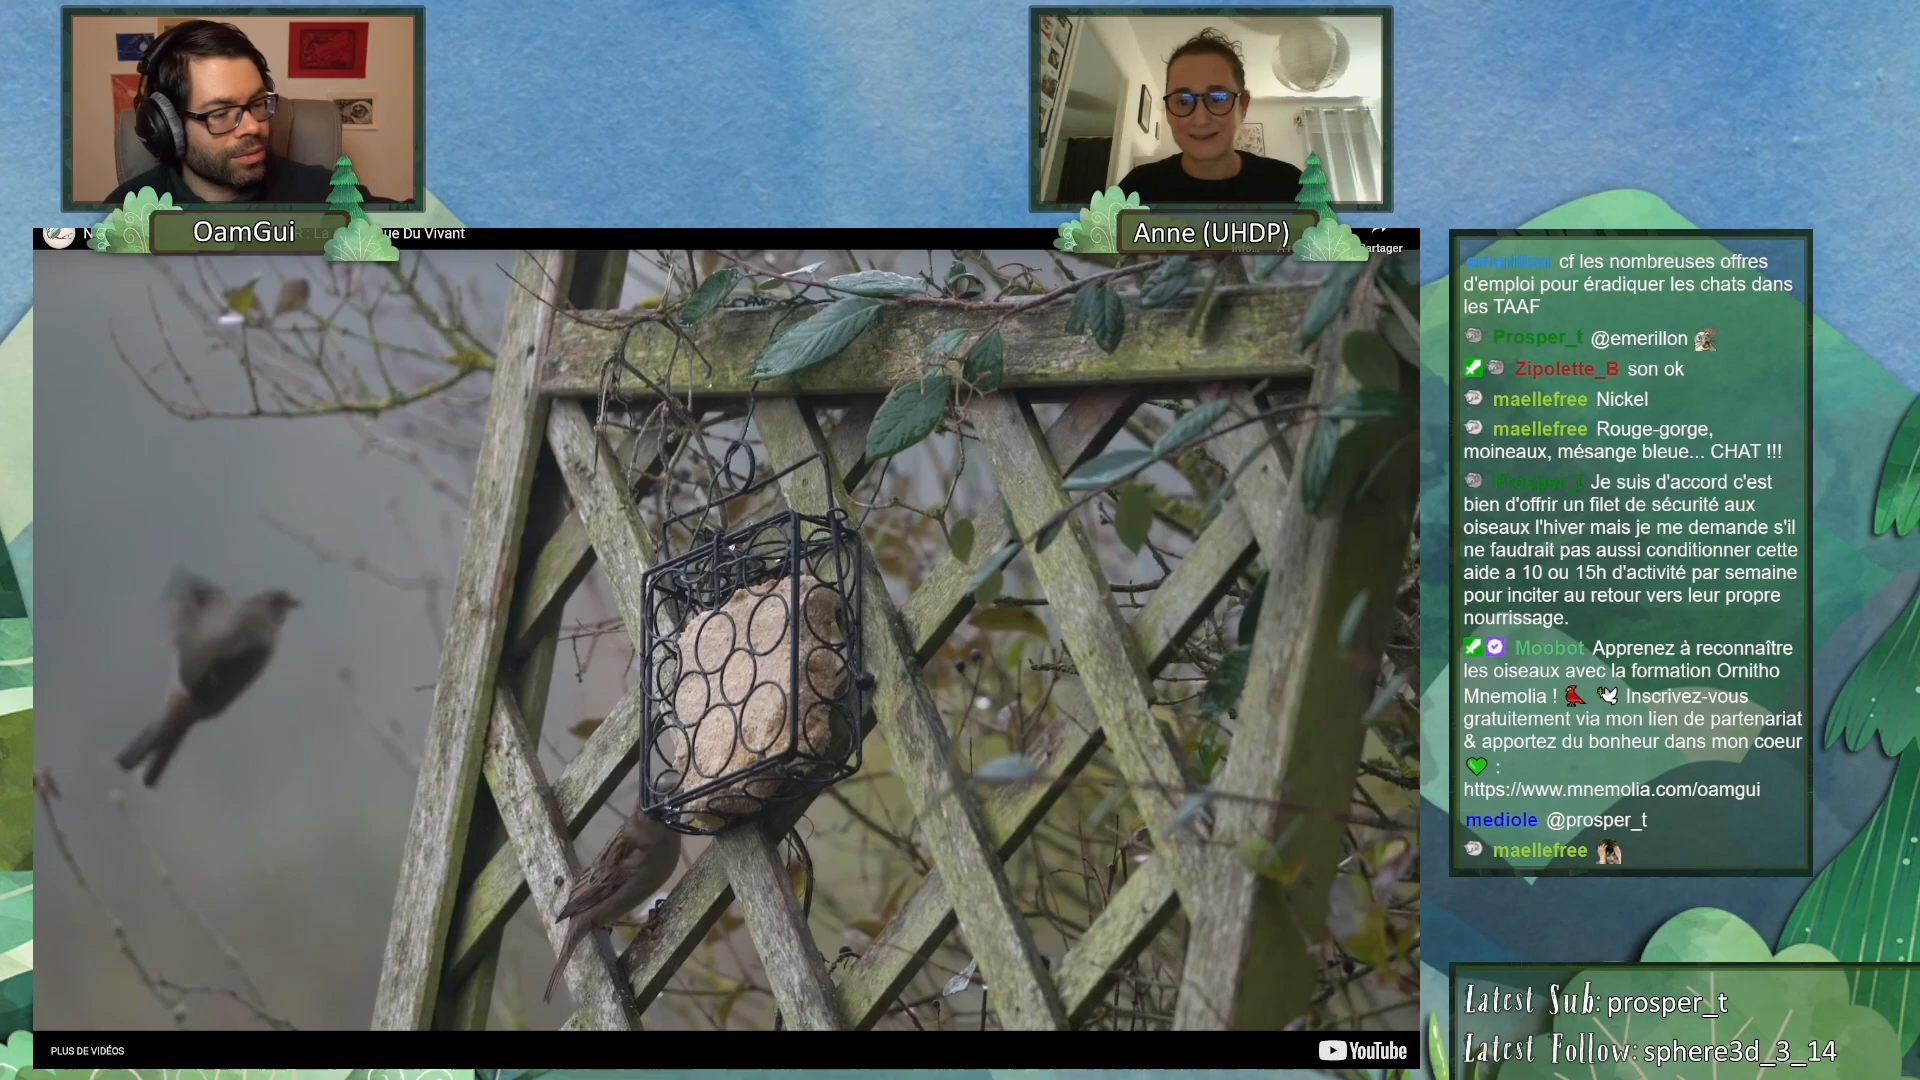 OamGui
Anne (UHDP)
ue Du Vivant
Partager
emerillon cf les nombreuses offres
d'emploi pour éradiquer les chats dans
les TAAF
Prosper_t @emerillon
Zipolette_B son ok
maellefree Nickel
maellefree Rouge-gorge,
moineaux, mésange bleue... CHAT !!!
Prosper_t Je suis d'accord c'est
bien d'offrir un filet de sécurité aux
oiseaux l'hiver mais je me demande s'il
ne faudrait pas aussi conditionner cette
aide a 10 ou 15h d'activité par semaine
pour inciter au retour vers leur propre
nourrissage.
Moobot Apprenez à reconnaître
les oiseaux avec la formation Ornitho
Mnemolia ! Inscrivez-vous
gratuitement via mon lien de partenariat
& apportez du bonheur dans mon coeur
:
https://www.mnemolia.com/oamgui
mediole @prosper_t
maellefree
Latest Sub: prosper_t
Latest Follow: sphere3d_3_14
PLUS DE VIDÉOS
YouTube